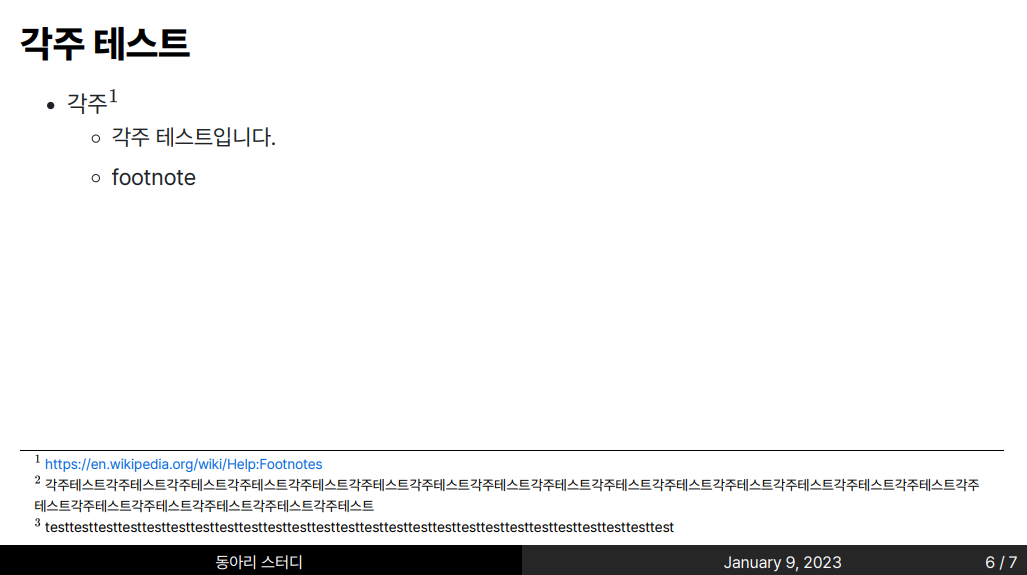 각주 테스트
각주1
각주 테스트입니다.
footnote
1 https://en.wikipedia.org/wiki/Help:Footnotes
2 각주테스트각주테스트각주테스트각주테스트각주테스트각주테스트각주테스트각주테스트각주테스트각주테스트각주테스트각주테스트각주테스트각주테스트각주테스트각주
테스트각주테스트각주테스트각주테스트각주테스트각주테스트
3 testtesttesttesttesttesttesttesttesttesttesttesttesttesttesttesttesttesttesttesttesttesttesttesttesttest
동아리 스터디
January 9, 2023
6 / 7